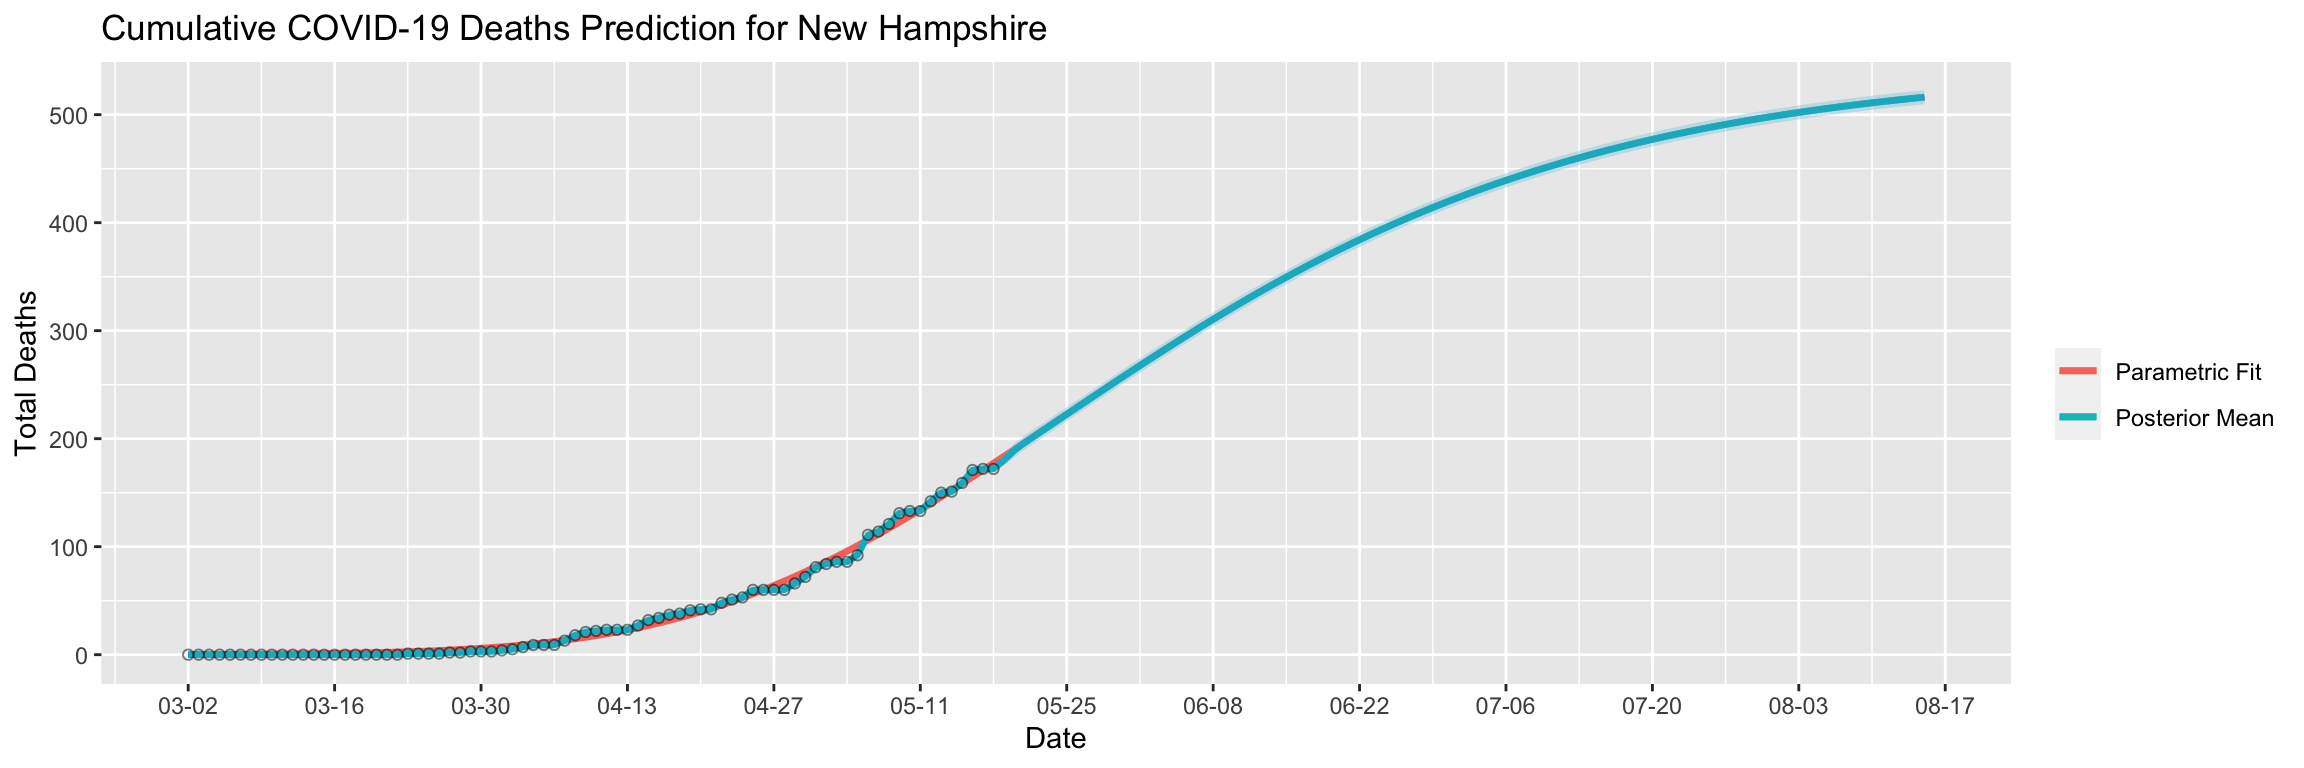 Cumulative COVID-19 Deaths Prediction for New Hampshire
500
400
300
200
100
0
Total Deaths
03-02 03-16 03-30 04-13 04-27 05-11 05-25 06-08 06-22 07-06 07-20 08-03 08-17
Date
Parametric Fit
Posterior Mean